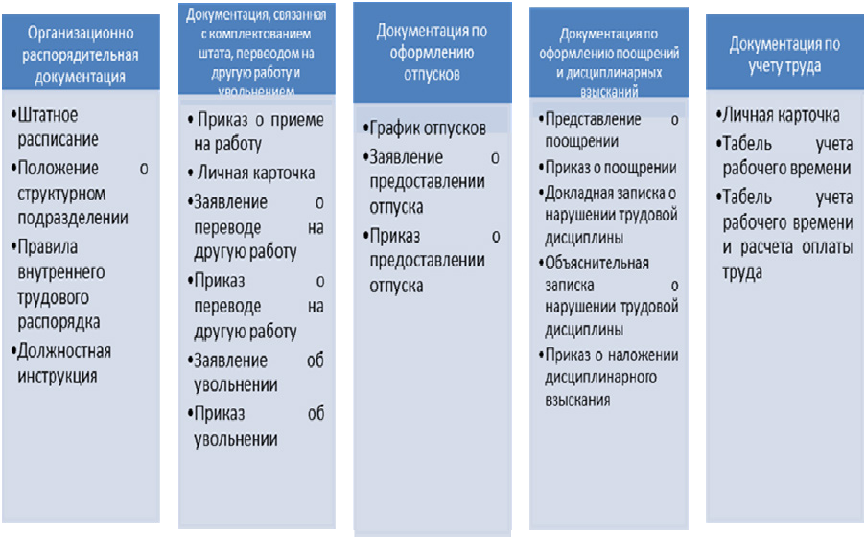 Организационно
распорядительная
документация
•Штатное
расписание
•Положение о
структурном
подразделении
•Правила
внутреннего
трудового
распорядка
•Должностная
инструкция
Документация, связанная
с комплектованием
штата, переводом на
другую работу и
увольнением
• Приказ о приеме
на работу
• Личная карточка
•Заявление о
переводе на
другую работу
•Приказ о
переводе на
другую работу
•Заявление об
увольнении
•Приказ об
увольнении
Документация по
оформлению
отпусков
•График отпусков
•Заявление о
предоставлении
отпуска
•Приказ о
предоставлении
отпуска
Документация по
оформлению поощрений
и дисциплинарных
взысканий
•Представление о
поощрении
•Приказ о поощрении
•Докладная записка о
нарушении трудовой
дисциплины
•Объяснительная
записка о
нарушении трудовой
дисциплины
•Приказ о наложении
дисциплинарного
взыскания
Документация по
учету труда
•Личная карточка
•Табель учета
рабочего времени
•Табель учета
рабочего времени
и расчета оплаты
труда